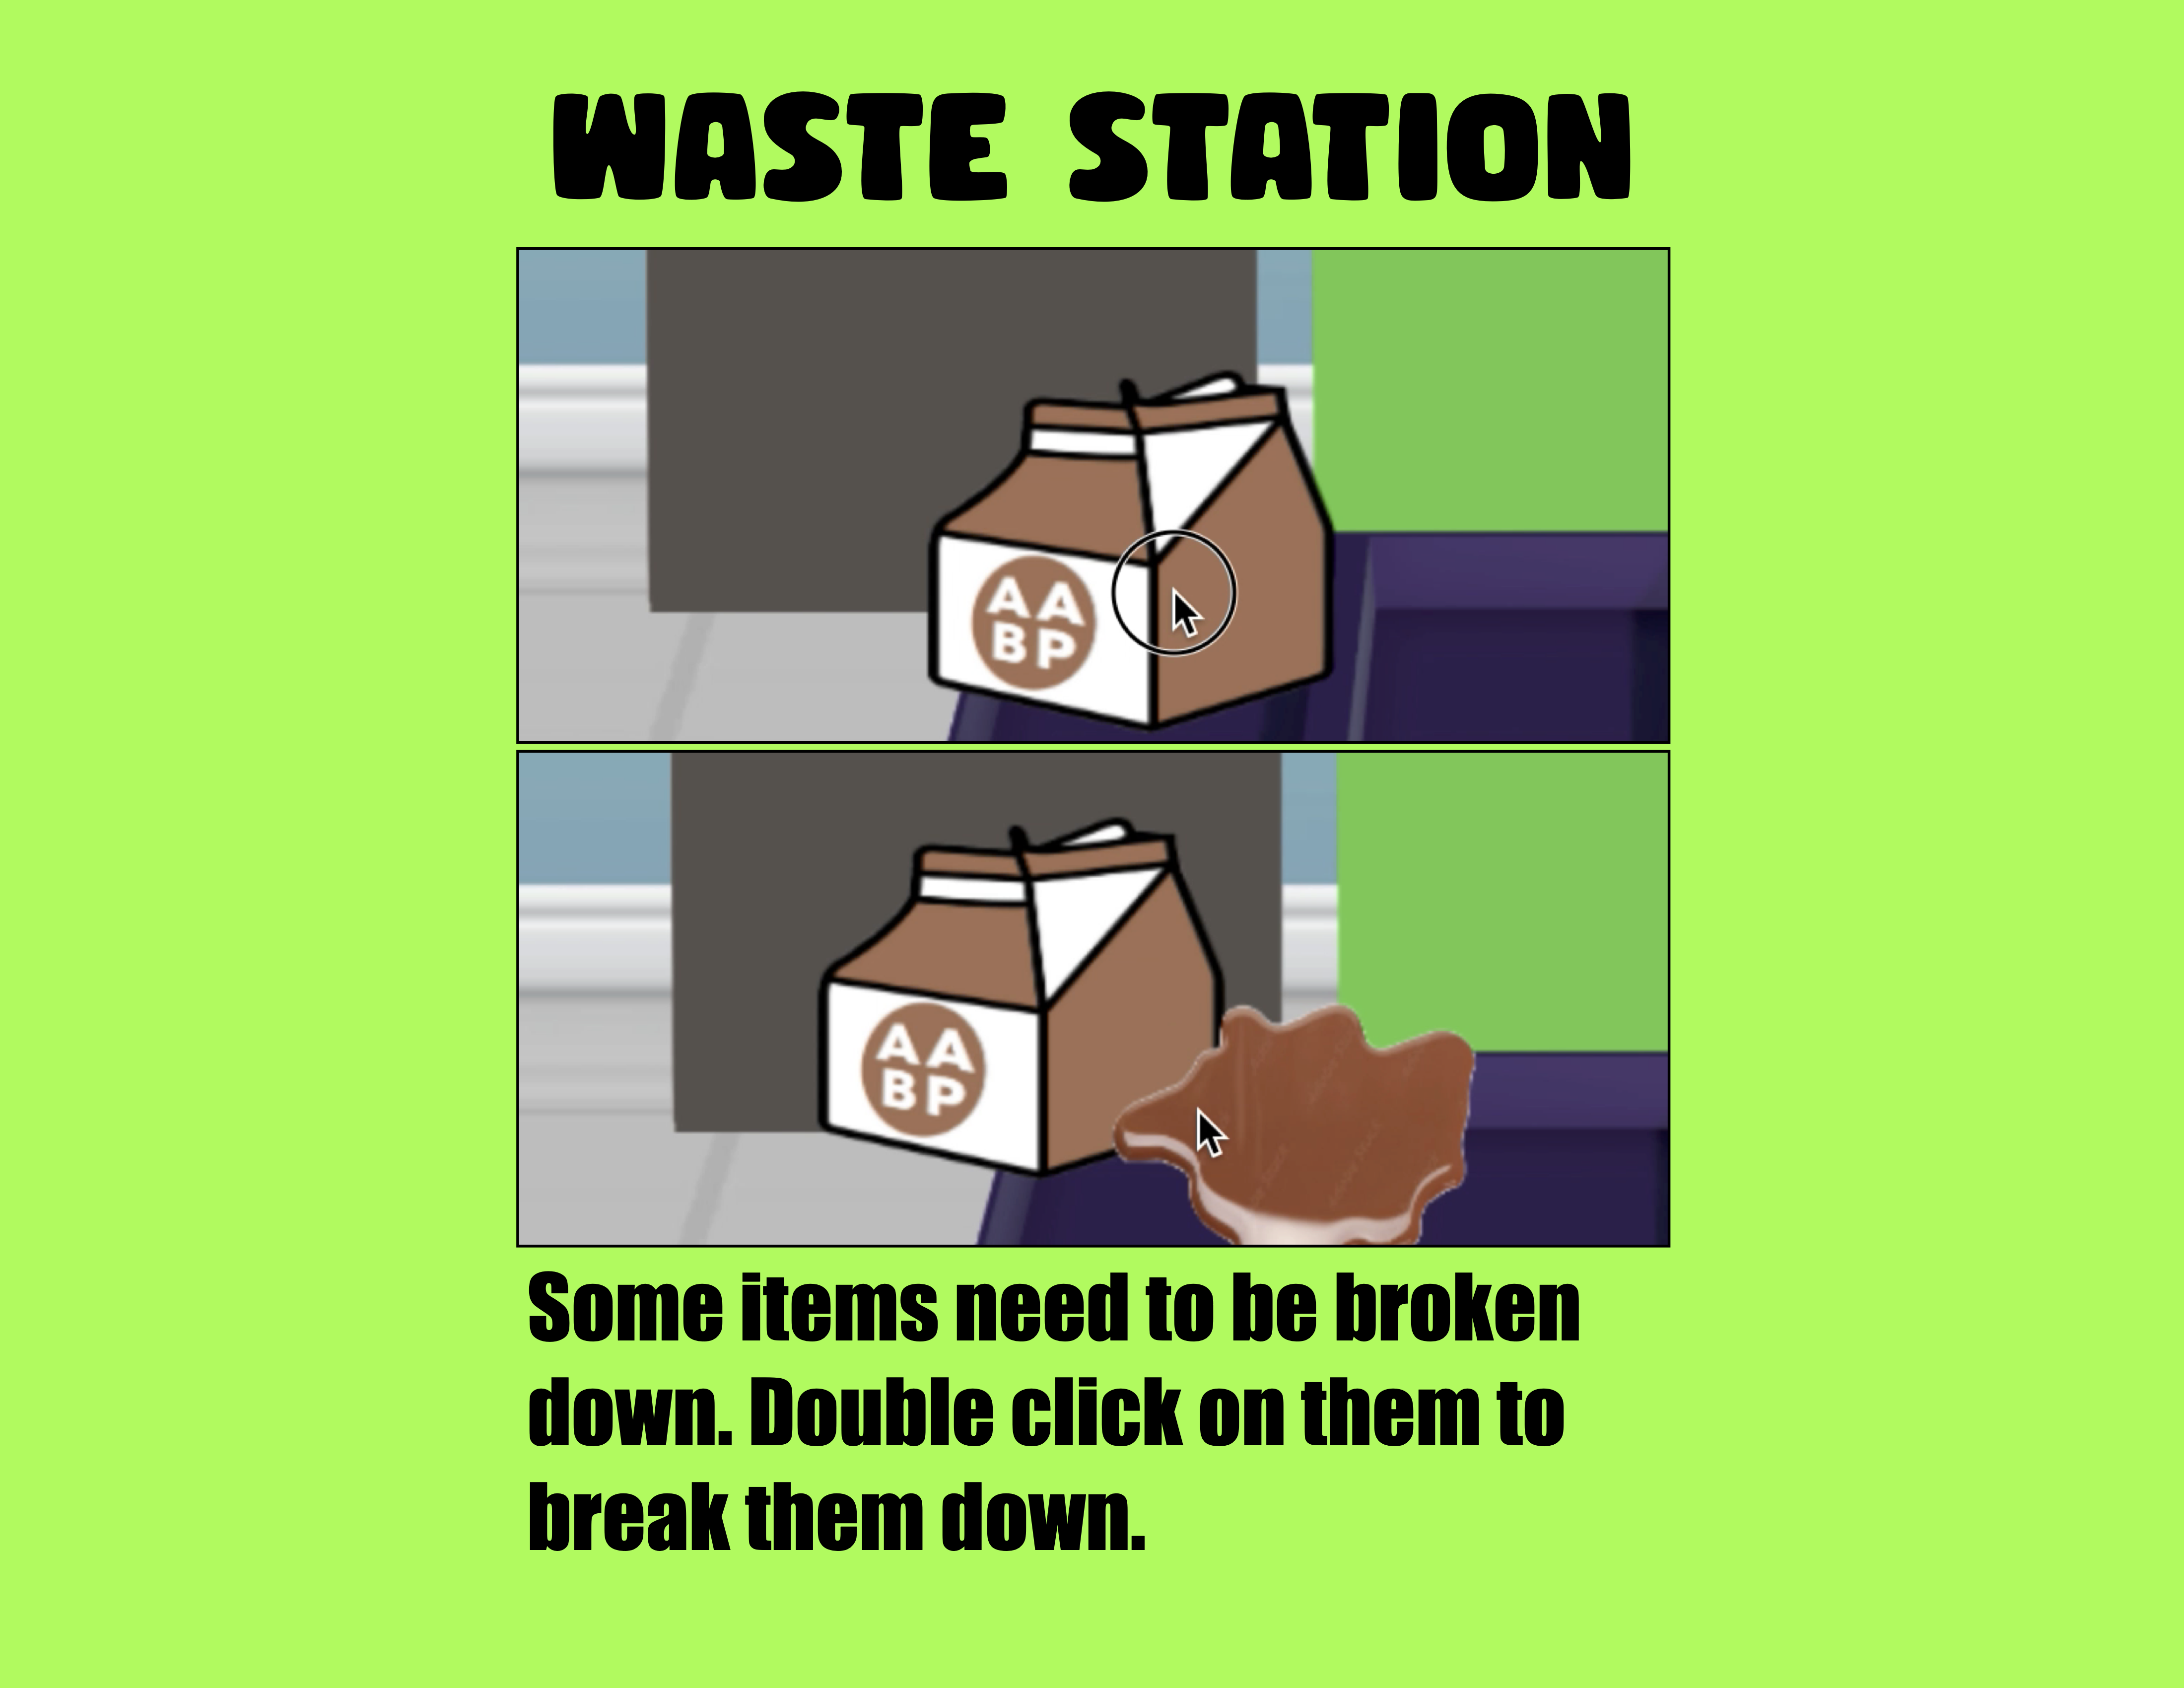 WASTE STATION
AA
BP
AA
BP
Some items need to be broken
down. Double click on them to
break them down.